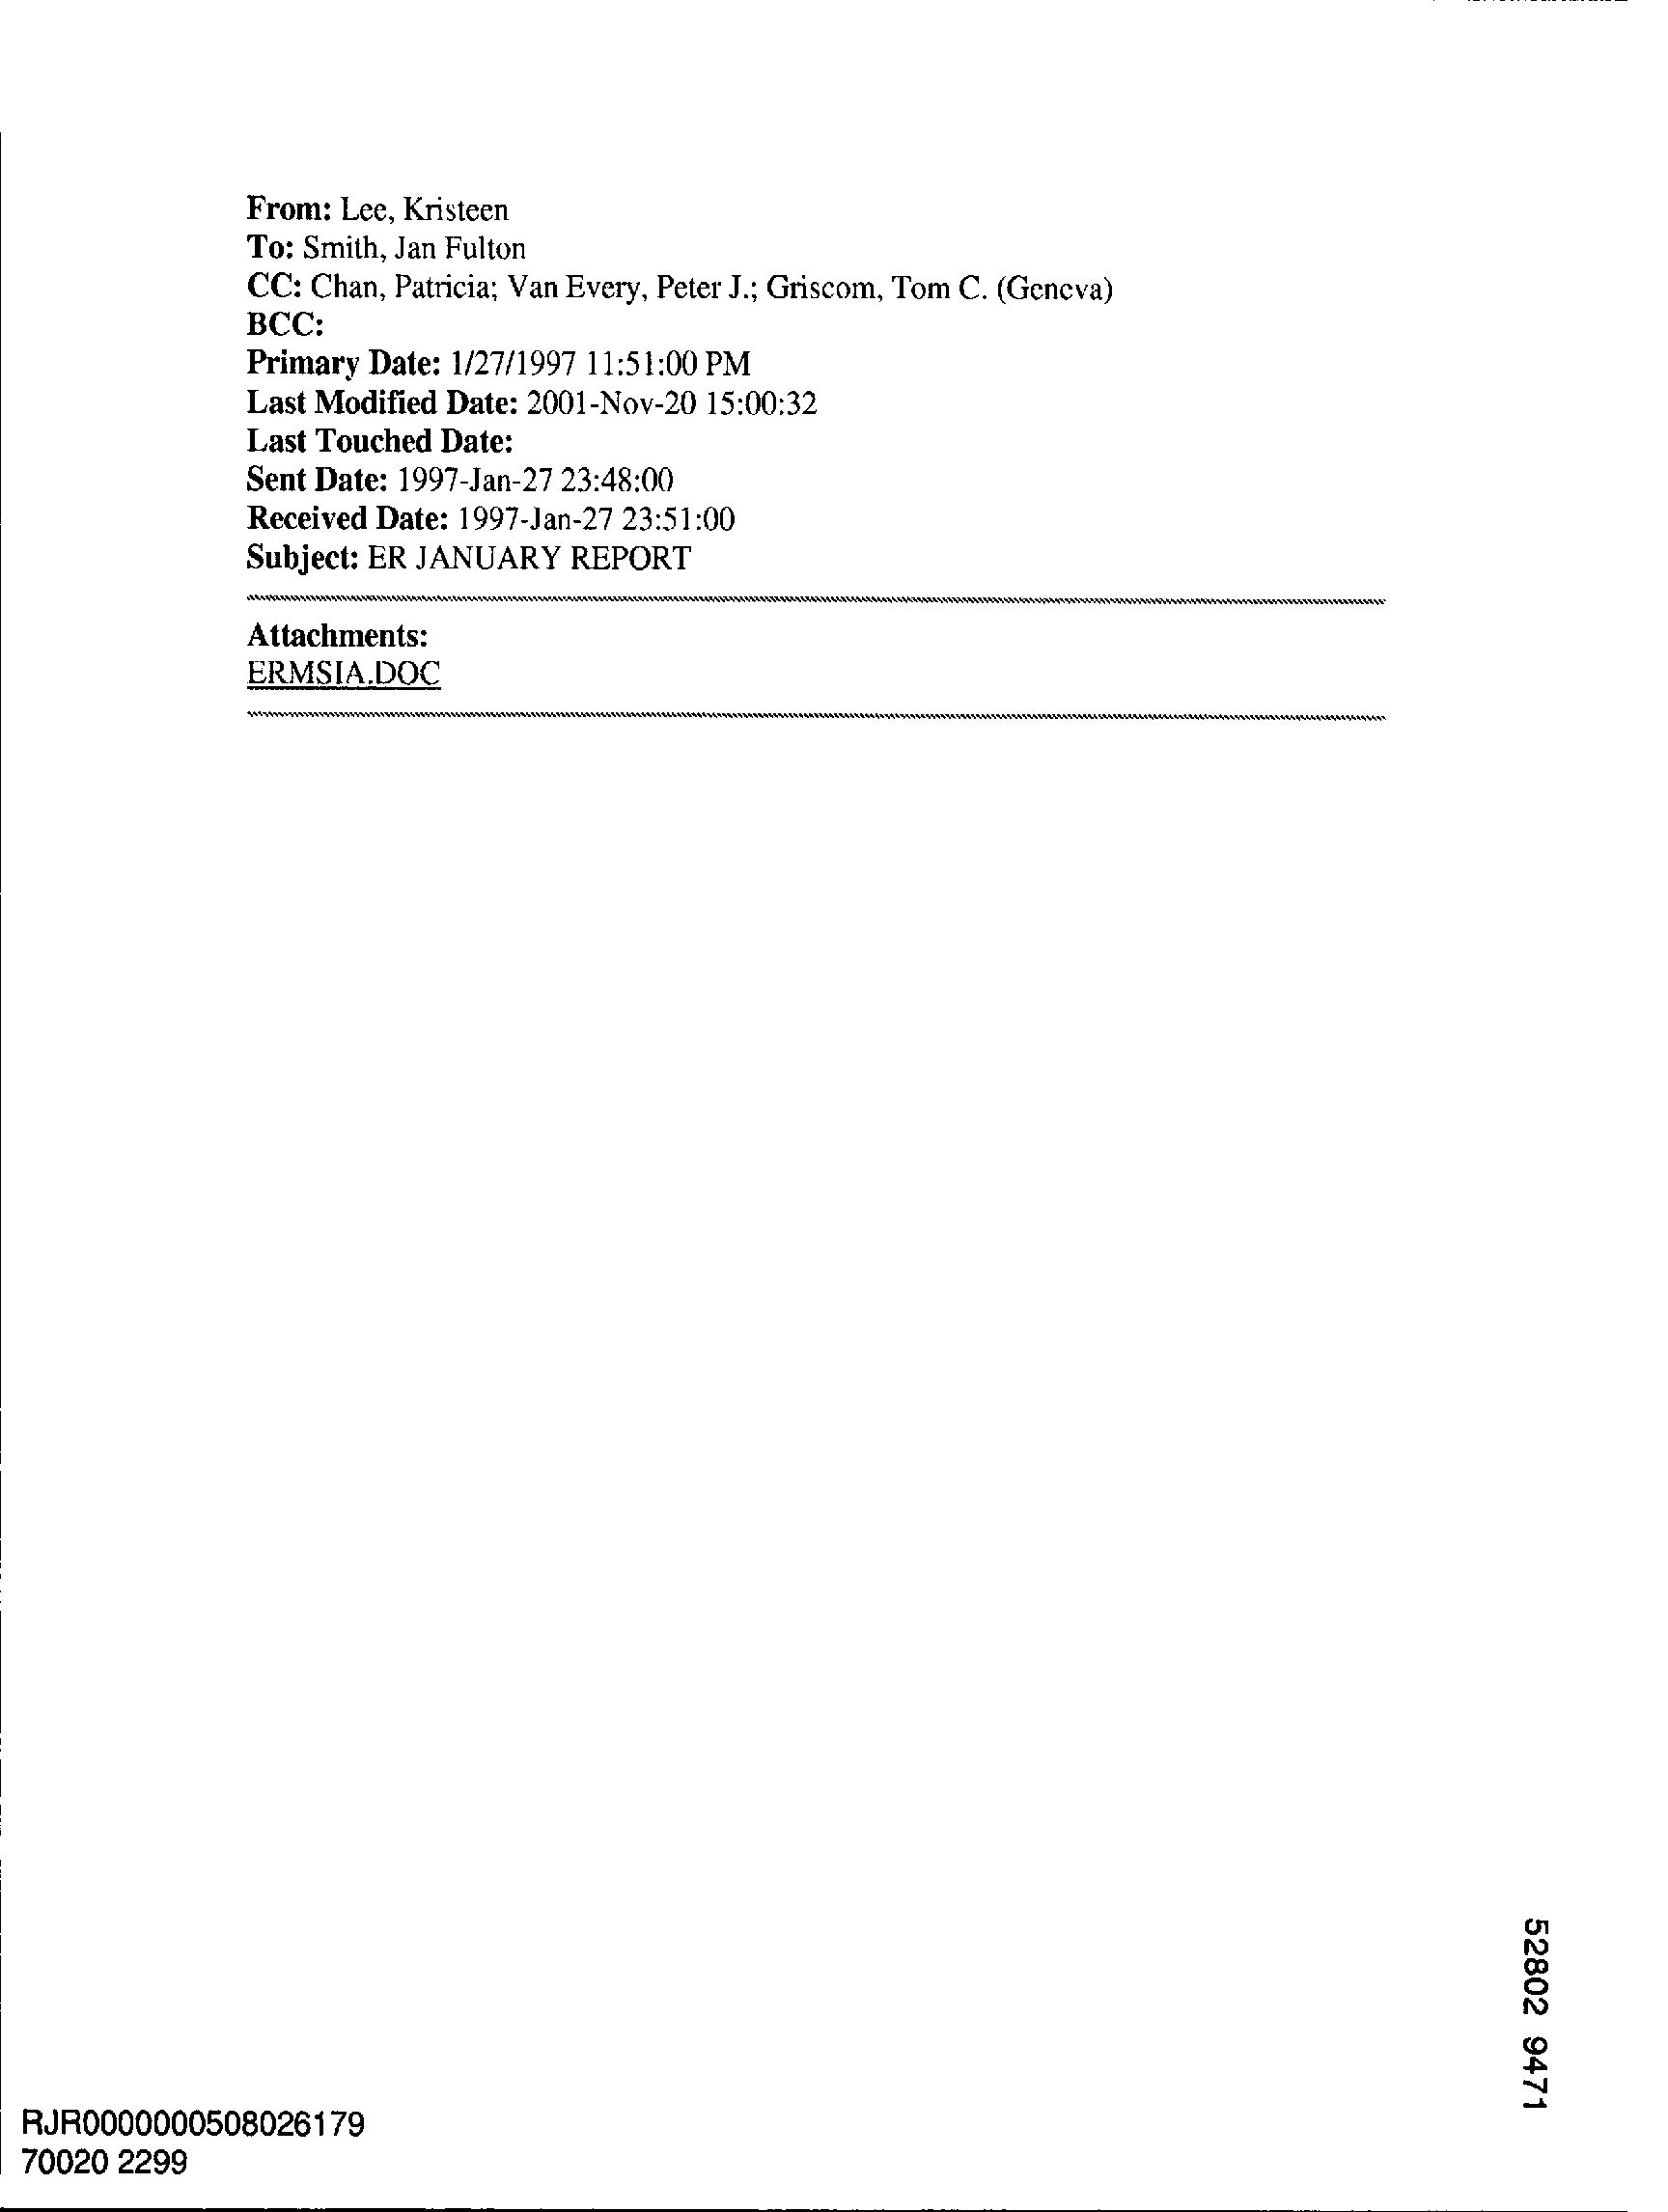 From: Lee, Kristeen
To: Smith, Jan Fulton
CC: Chan, Patricia; Van Every, Peter J.; Griscom, Tom C. (Geneva)
BCC:
Primary Date: 1/27/1997 11:51:00 PM
Last Modified Date: 2001-Nov-20 15:00:32
Last Touched Date:
Sent Date: 1997-Jan-27 23:48:00
Received Date: 1997-Jan-27 23:51:00
Subject: ER JANUARY REPORT
Attachments:
ERMSIA.DOC
52802 9471
RJR0000000508026179
70020 2299